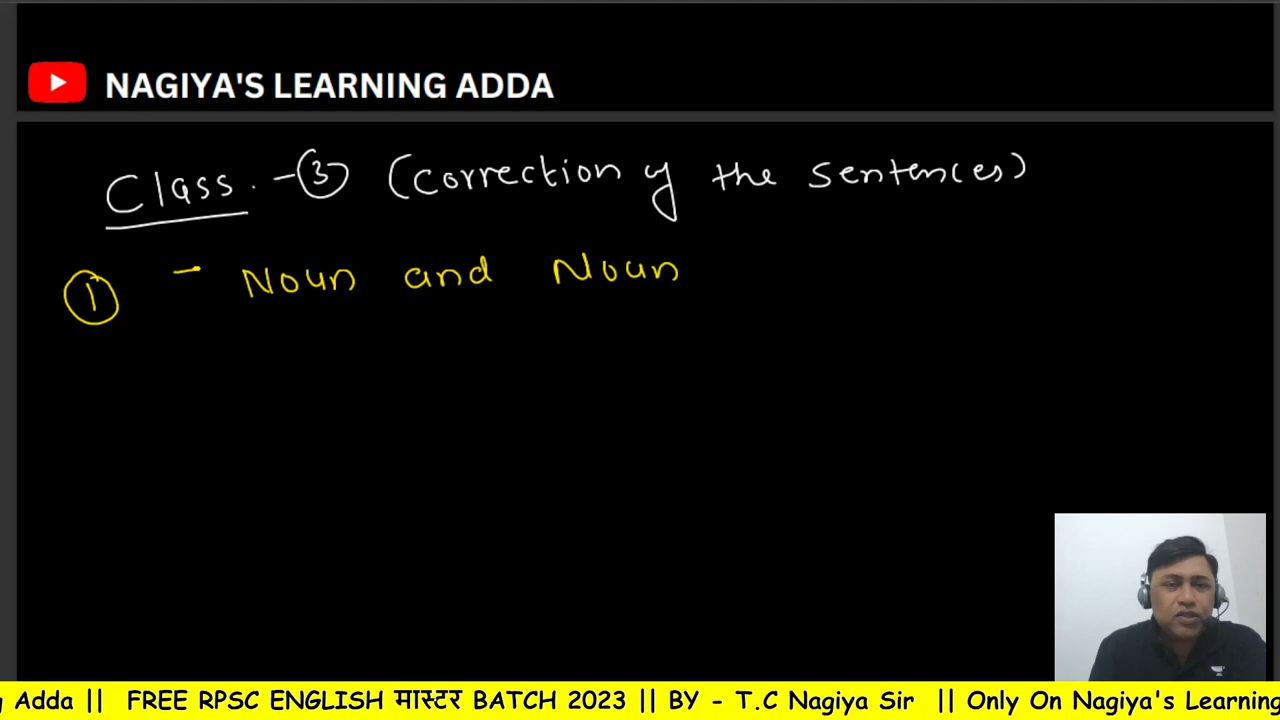 NAGIYA'S LEARNING ADDA
Class. - 3 (Correction of the sentences)
1 - Noun and Noun
Adda || FREE RPSC ENGLISH मास्टर BATCH 2023 || BY - T.C Nagiya Sir || Only On Nagiya's Learning